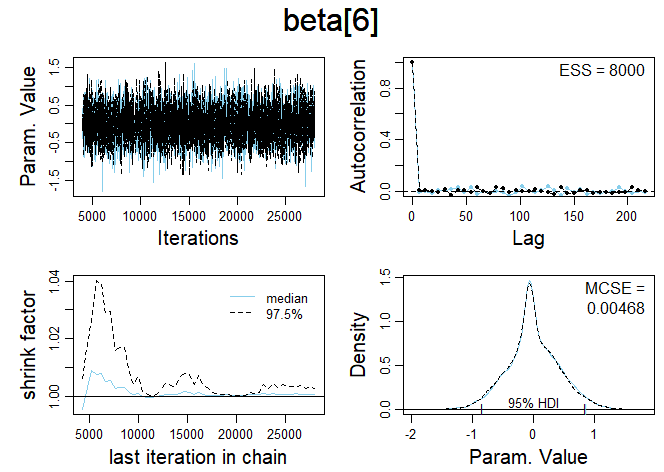 beta[6]
Param. Value
-1.5 -0.5 0.5 1.5
5000 10000 15000 20000 25000
Iterations
Autocorrelation
0.0 0.4 0.8
ESS = 8000
0 50 100 150 200
Lag
shrink factor
1.00 1.02 1.04
median
97.5%
5000 10000 15000 20000 25000
last iteration in chain
Density
0.0 0.5 1.0 1.5
MCSE =
0.00468
95% HDI
-2 -1 0 1
Param. Value